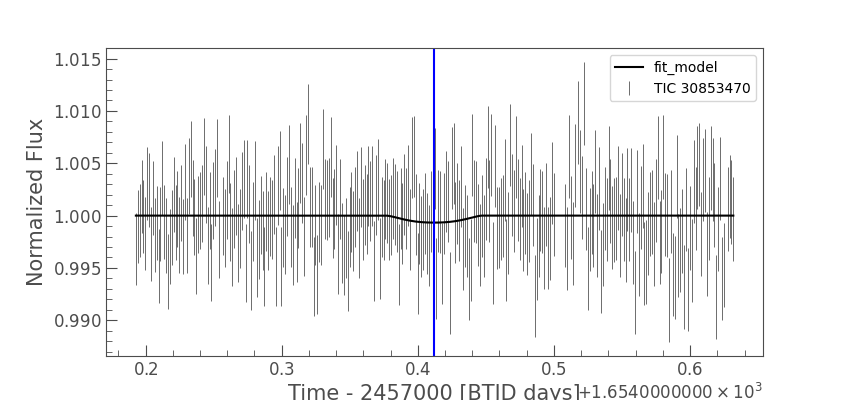 fit_model
TIC 30853470
Normalized Flux
1.015
1.010
1.005
1.000
0.995
0.990
0.2 0.3 0.4 0.5 0.6
Time - 2457000 [BTJD days]
+1.6540000000 × 10³